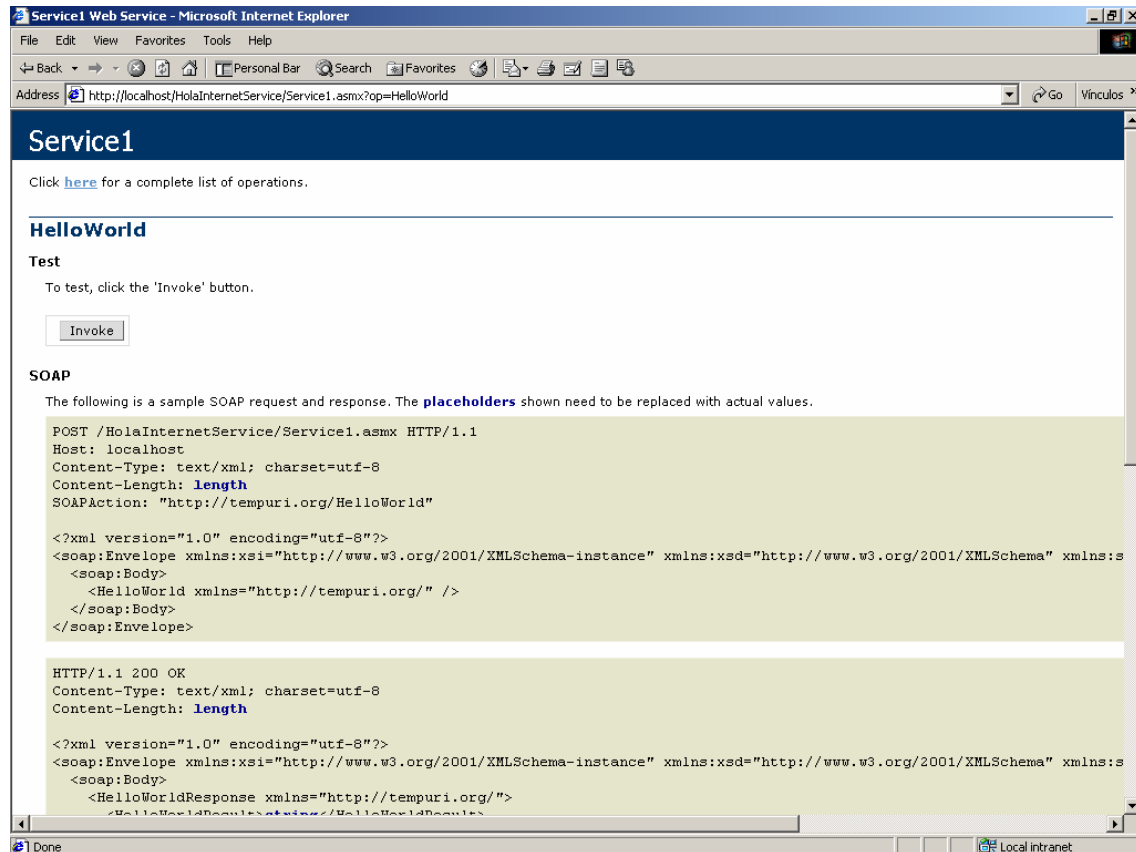 Service1 Web Service - Microsoft Internet Explorer
File Edit View Favorites Tools Help
Back Personal Bar Search Favorites
Address http://localhost/HolaInternetService/Service1.asmx?op=HelloWorld Go Vínculos »
Service1
Click here for a complete list of operations.
HelloWorld
Test
To test, click the 'Invoke' button.
Invoke
SOAP
The following is a sample SOAP request and response. The placeholders shown need to be replaced with actual values.
POST /HolaInternetService/Service1.asmx HTTP/1.1
Host: localhost
Content-Type: text/xml; charset=utf-8
Content-Length: length
SOAPAction: "http://tempuri.org/HelloWorld"
<?xml version="1.0" encoding="utf-8"?>
<soap:Envelope xmlns:xsi="http://www.w3.org/2001/XMLSchema-instance" xmlns:xsd="http://www.w3.org/2001/XMLSchema" xmlns:s
<soap:Body>
<HelloWorld xmlns="http://tempuri.org/" />
</soap:Body>
</soap:Envelope>
HTTP/1.1 200 OK
Content-Type: text/xml; charset=utf-8
Content-Length: length
<?xml version="1.0" encoding="utf-8"?>
<soap:Envelope xmlns:xsi="http://www.w3.org/2001/XMLSchema-instance" xmlns:xsd="http://www.w3.org/2001/XMLSchema" xmlns:s
<soap:Body>
<HelloWorldResponse xmlns="http://tempuri.org/">
<HelloWorldResult>string</HelloWorldResult>
Done Local intranet